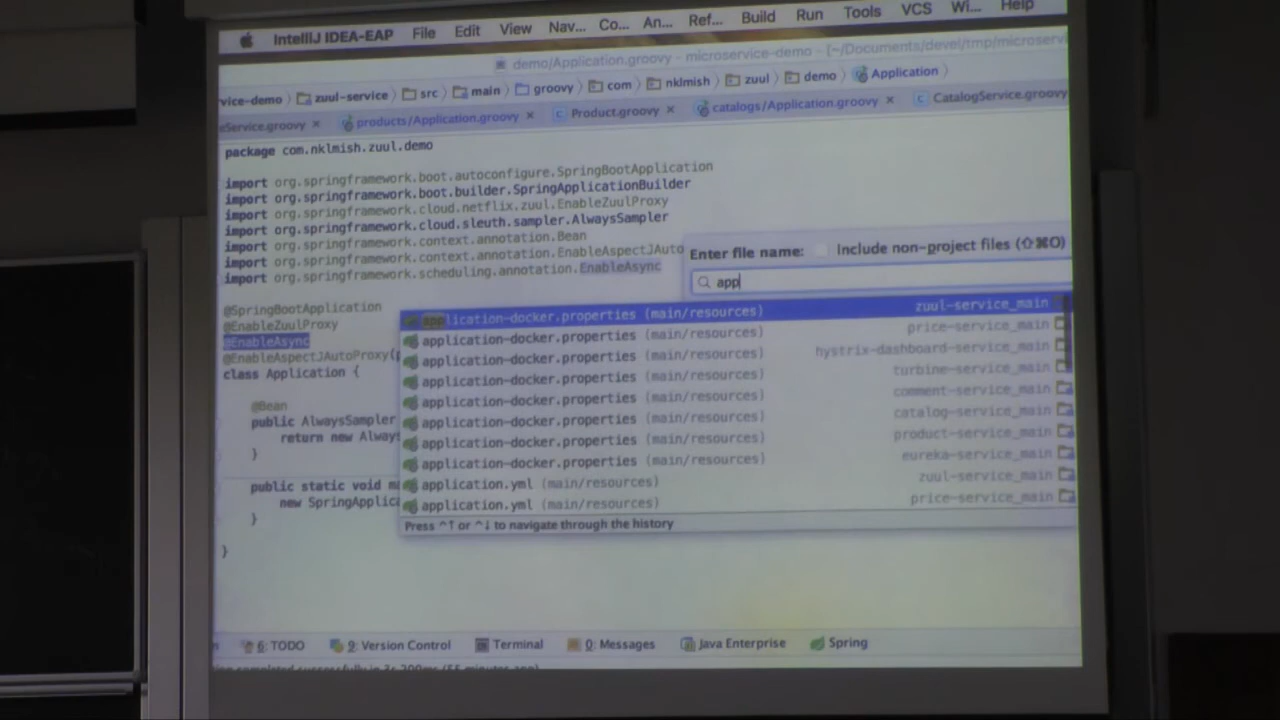 IntelliJ IDEA-EAP File Edit View Nav... Co... An... Ref... Build Run Tools VCS Wi... Help
demo/Application.groovy - microservice-demo - [~/Documents/devel/tmp/microserv
vice-demo zuul-service src main groovy com nklmish zuul demo Application
eService.groovy × products/Application.groovy × Product.groovy × catalogs/Application.groovy × CatalogService.groovy
package com.nklmish.zuul.demo
import org.springframework.boot.autoconfigure.SpringBootApplication
import org.springframework.boot.builder.SpringApplicationBuilder
import org.springframework.cloud.netflix.zuul.EnableZuulProxy
import org.springframework.cloud.sleuth.sampler.AlwaysSampler
import org.springframework.context.annotation.Bean
import org.springframework.context.annotation.EnableAspectJAuto
import org.springframework.scheduling.annotation.EnableAsync
Enter file name: Include non-project files (⇧⌘O)
app
@SpringBootApplication
@EnableZuulProxy
@EnableAsync
@EnableAspectJAutoProxy(p
class Application {
@Bean
public AlwaysSampler
return new Always
}
public static void m
new SpringApplic
}
}
application-docker.properties (main/resources) zuul-service_main
application-docker.properties (main/resources) price-service_main
application-docker.properties (main/resources) hystrix-dashboard-service_main
application-docker.properties (main/resources) turbine-service_main
application-docker.properties (main/resources) comment-service_main
application-docker.properties (main/resources) catalog-service_main
application-docker.properties (main/resources) product-service_main
application-docker.properties (main/resources) eureka-service_main
application.yml (main/resources) zuul-service_main
application.yml (main/resources) price-service_main
Press ^↑ or ^↓ to navigate through the history
6: TODO 9: Version Control Terminal 0: Messages Java Enterprise Spring